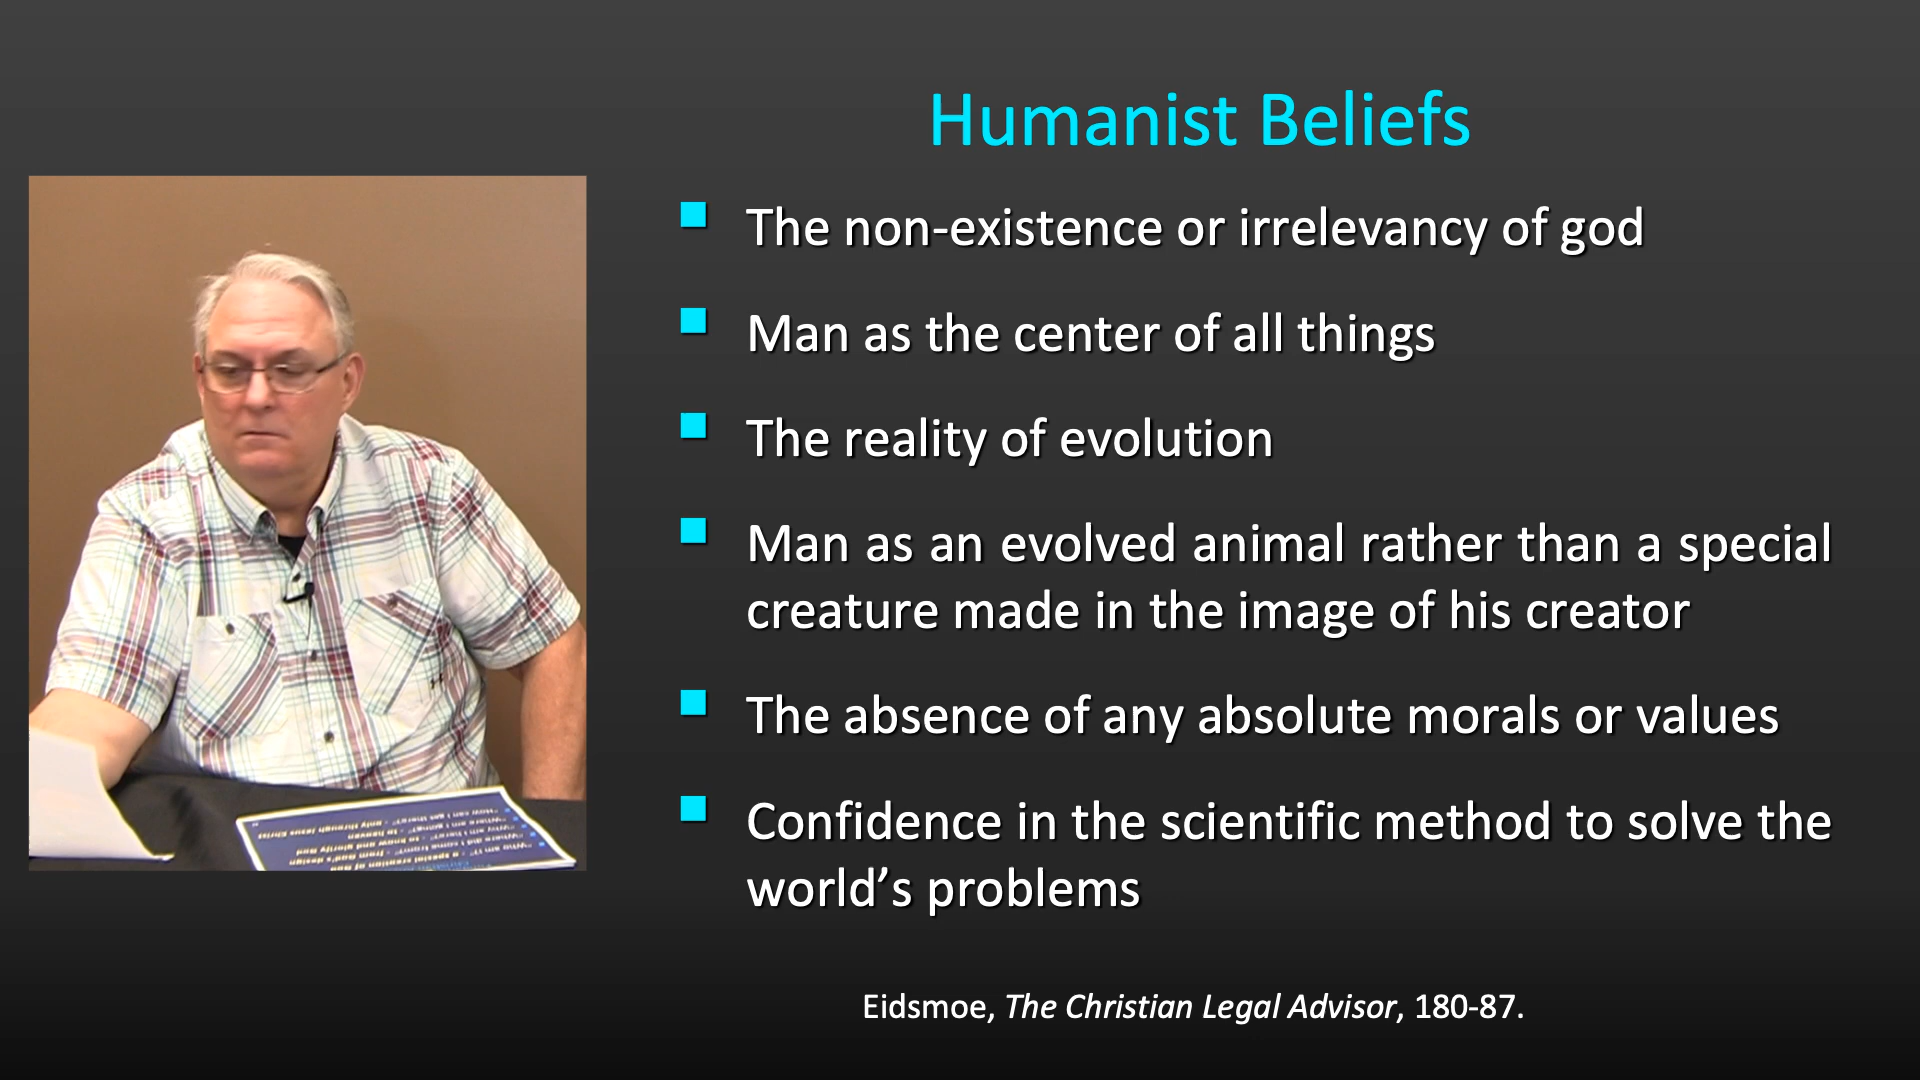 Humanist Beliefs
The non-existence or irrelevancy of god
Man as the center of all things
The reality of evolution
Man as an evolved animal rather than a special
creature made in the image of his creator
The absence of any absolute morals or values
Confidence in the scientific method to solve the
world’s problems
Eidsmoe, The Christian Legal Advisor, 180-87.